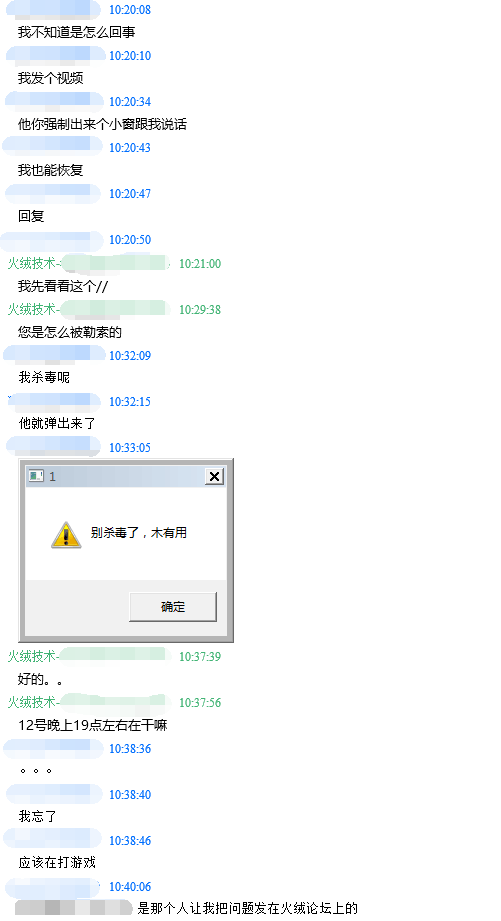 10:20:08
我不知道是怎么回事
10:20:10
我发个视频
10:20:34
他你强制出来个小窗跟我说话
10:20:43
我也能恢复
10:20:47
回复
10:20:50
火绒技术- 10:21:00
我先看看这个//
火绒技术- 10:29:38
您是怎么被勒索的
10:32:09
我杀毒呢
10:32:15
他就弹出来了
10:33:05
1
别杀毒了，木有用
确定
火绒技术- 10:37:39
好的。。
火绒技术- 10:37:56
12号晚上19点左右在干嘛
10:38:36
。。。
10:38:40
我忘了
10:38:46
应该在打游戏
10:40:06
是那个人让我把问题发在火绒论坛上的